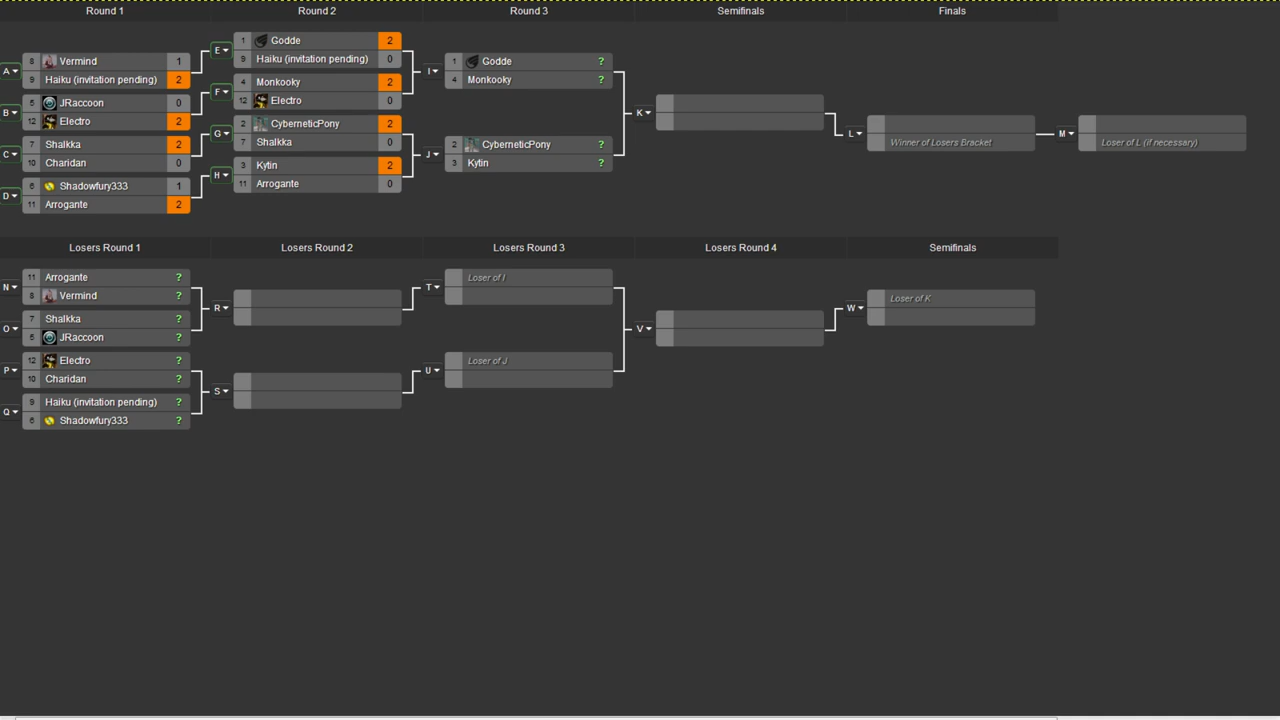 Round 1 Round 2 Round 3 Semifinals Finals
A 8 Vermind 1
9 Haiku (invitation pending) 2
B 5 JRaccoon 0
12 Electro 2
C 7 Shalkka 2
10 Charidan 0
D 6 Shadowfury333 1
11 Arrogante 2
E 1 Godde 2
9 Haiku (invitation pending) 0
F 4 Monkooky 2
12 Electro 0
G 2 CyberneticPony 2
7 Shalkka 0
H 3 Kytin 2
11 Arrogante 0
I 1 Godde ?
4 Monkooky ?
J 2 CyberneticPony ?
3 Kytin ?
K
L
Winner of Losers Bracket
M
Loser of L (if necessary)
Losers Round 1 Losers Round 2 Losers Round 3 Losers Round 4 Semifinals
N 11 Arrogante ?
8 Vermind ?
O 7 Shalkka ?
5 JRaccoon ?
P 12 Electro ?
10 Charidan ?
Q 9 Haiku (invitation pending) ?
6 Shadowfury333 ?
R
S
T Loser of I
U Loser of J
V
W Loser of K